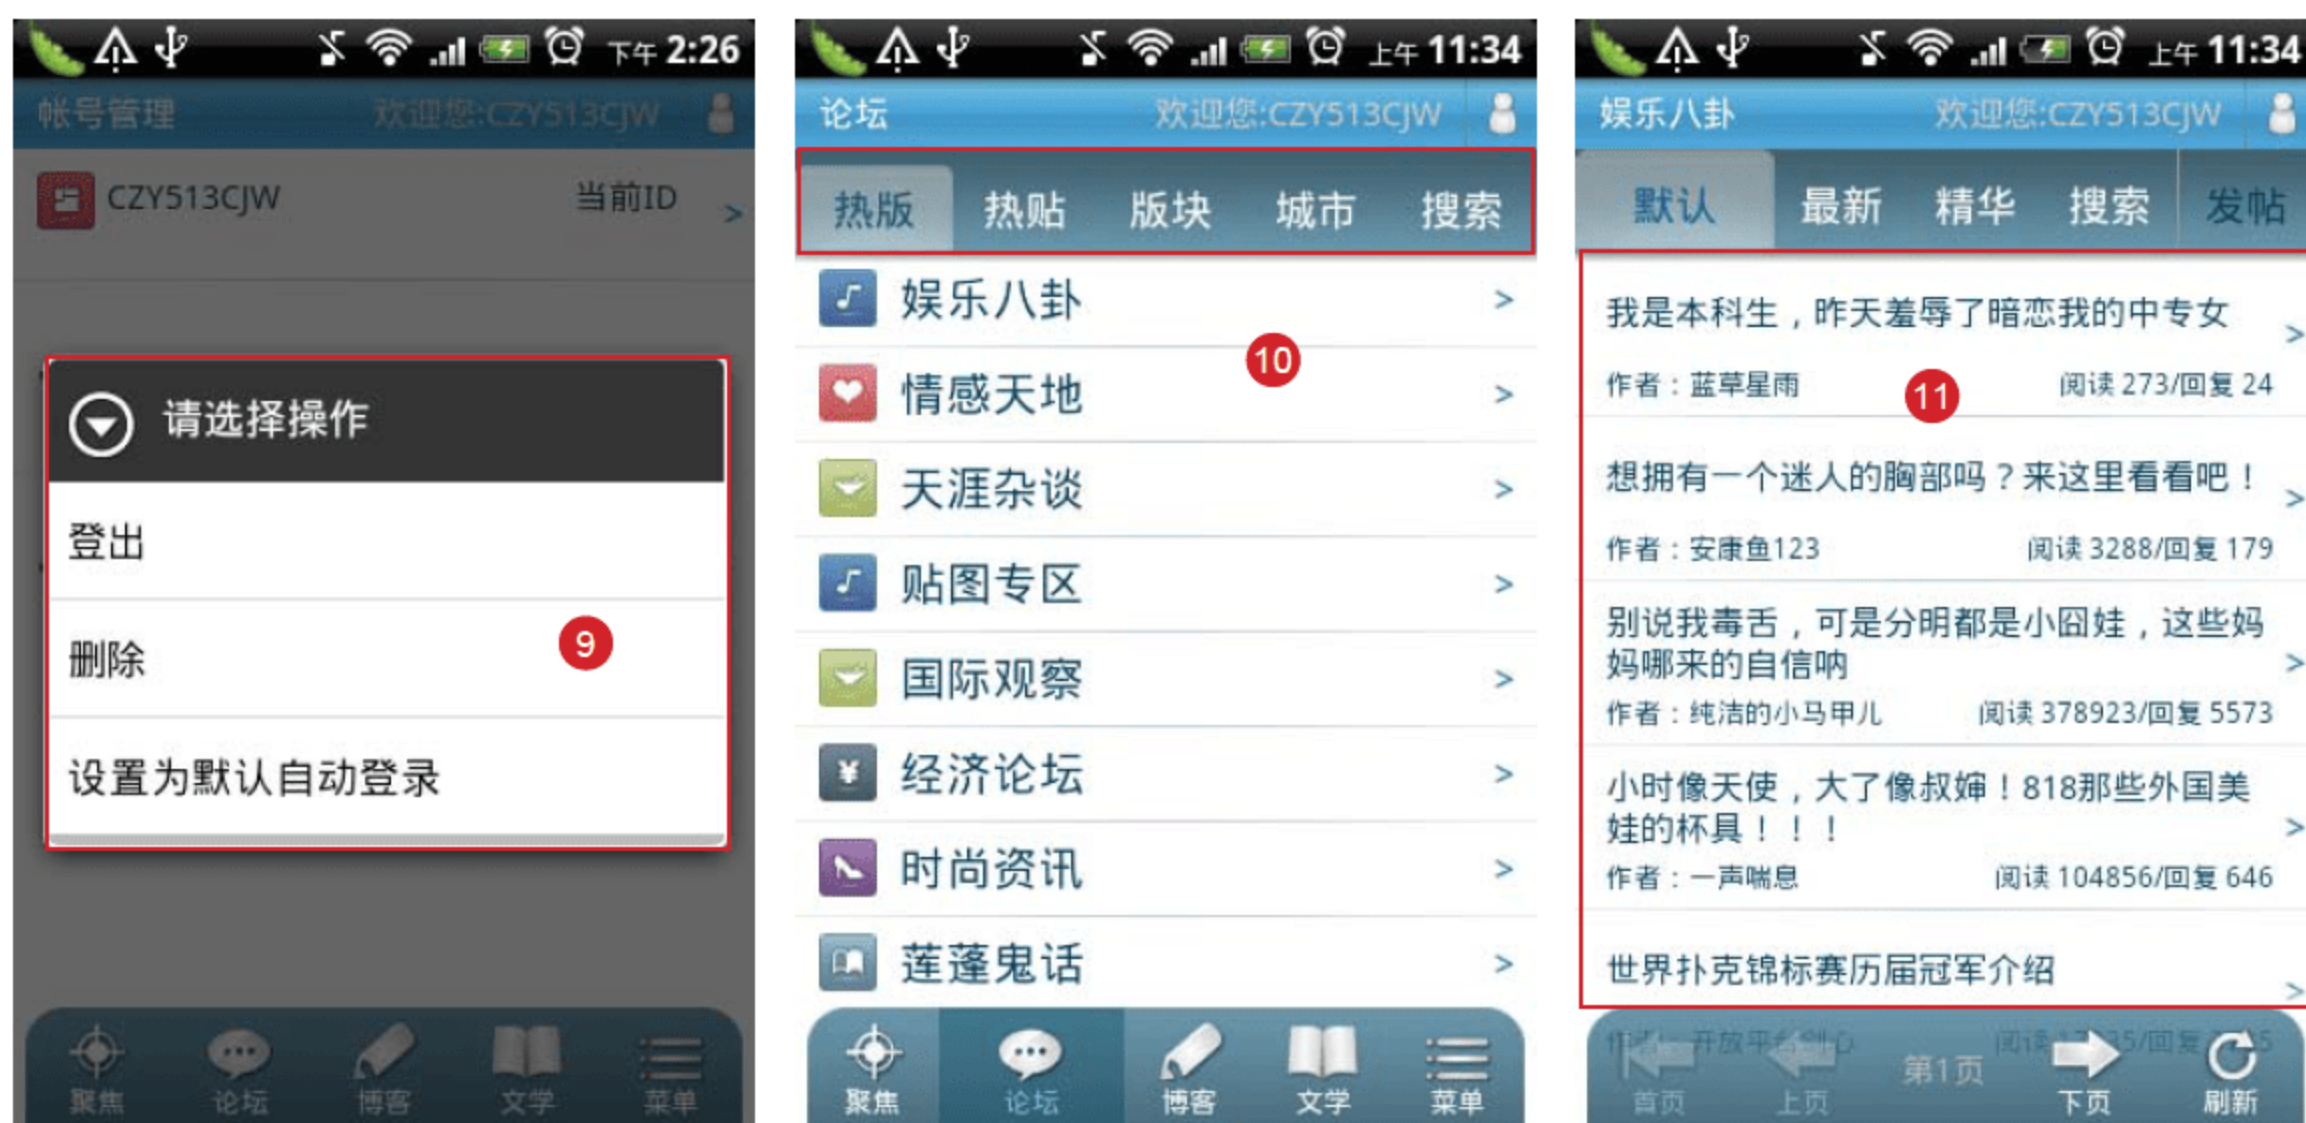 下午 2:26
帐号管理
欢迎您:CZY513CJW
CZY513CJW
当前ID
>
请选择操作
登出
删除
9
设置为默认自动登录
聚焦
论坛
博客
文学
菜单
上午 11:34
论坛
欢迎您:CZY513CJW
热版 热贴 版块 城市 搜索
娱乐八卦 >
10
情感天地 >
天涯杂谈 >
贴图专区 >
国际观察 >
经济论坛 >
时尚资讯 >
莲蓬鬼话 >
聚焦
论坛
博客
文学
菜单
上午 11:34
娱乐八卦
欢迎您:CZY513CJW
默认 最新 精华 搜索 发帖
我是本科生，昨天羞辱了暗恋我的中专女 >
作者：蓝草星雨 阅读 273/回复 24
11
想拥有一个迷人的胸部吗？来这里看看吧！ >
作者：安康鱼123 阅读 3288/回复 179
别说我毒舌，可是分明都是小囧娃，这些妈
妈哪来的自信呐 >
作者：纯洁的小马甲儿 阅读 378923/回复 5573
小时像天使，大了像叔婶！818那些外国美
娃的杯具！！！ >
作者：一声喘息 阅读 104856/回复 646
世界扑克锦标赛历届冠军介绍 >
首页
上页
第1页
下页
刷新